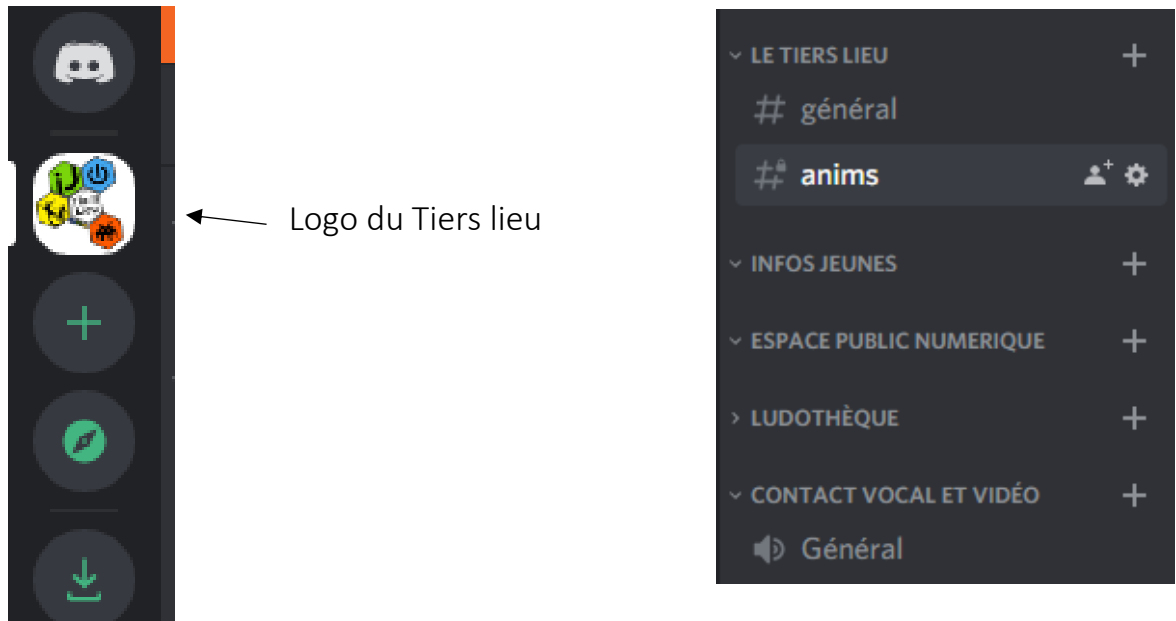 Logo du Tiers lieu
LE TIERS LIEU
général
anims
INFOS JEUNES
ESPACE PUBLIC NUMERIQUE
LUDOTHÈQUE
CONTACT VOCAL ET VIDÉO
Général